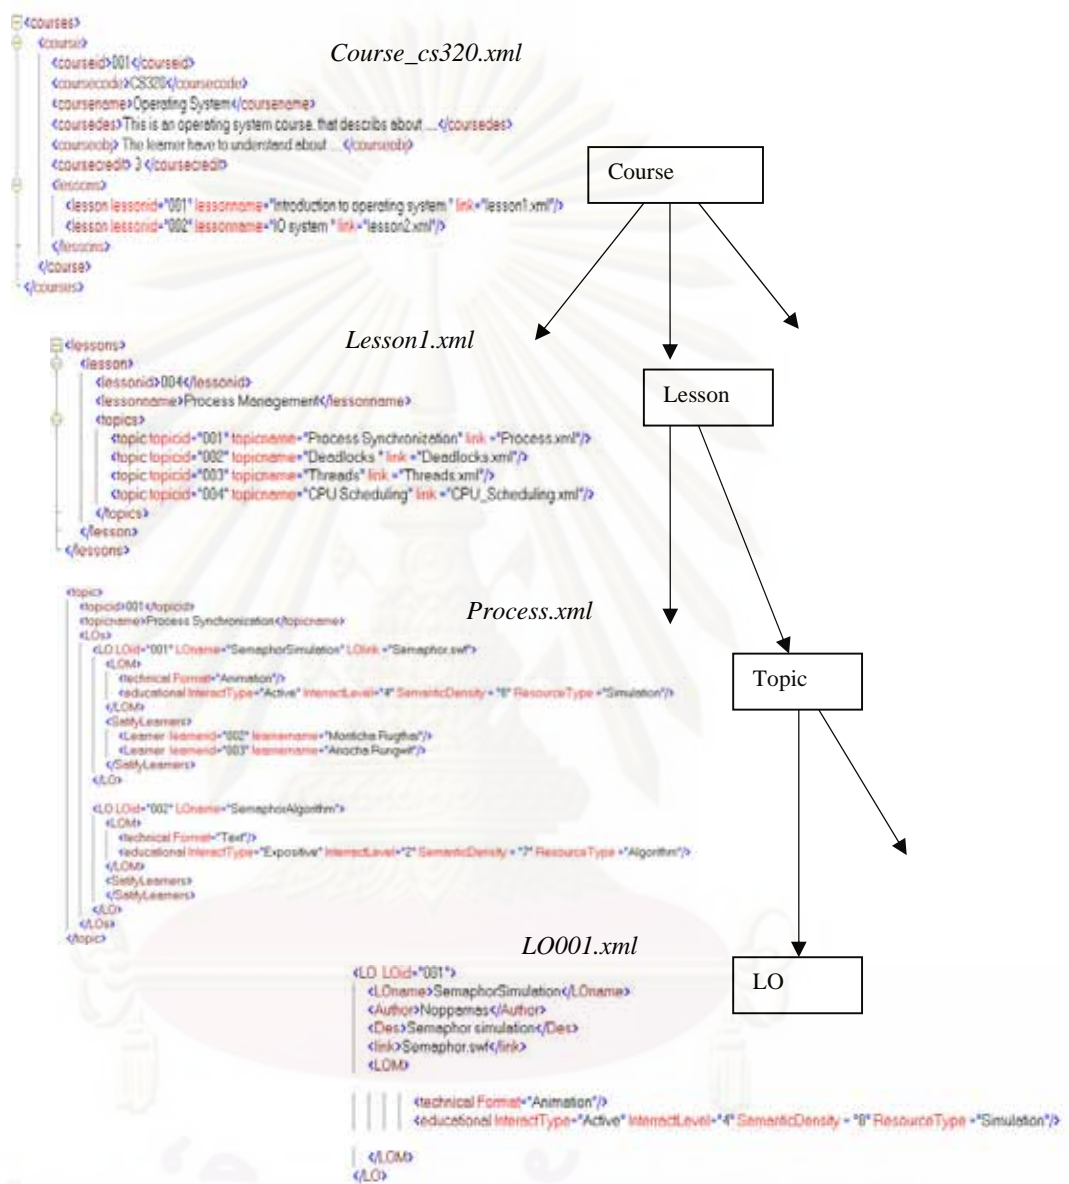 Course_cs320.xml
<courses>
<course>
<courseid>001</courseid>
<coursecode>CS320</coursecode>
<coursename>Operating System</coursename>
<coursedes>This is an operating system course, that describs about ....</coursedes>
<courseobj> The learner have to understand about ... </courseobj>
<coursecredit> 3 </coursecredit>
<lessons>
<lesson lessonid="001" lessonname="Introduction to operating system " link ="lesson1.xml"/>
<lesson lessonid="002" lessonname="IO system " link ="lesson2.xml"/>
</lessons>
</course>
</courses>
Course
Lesson1.xml
<lessons>
<lesson>
<lessonid>004</lessonid>
<lessonname>Process Management</lessonname>
<topics>
<topic topicid="001" topicname="Process Synchronization" link ="Process.xml"/>
<topic topicid="002" topicname="Deadlocks " link ="Deadlocks.xml"/>
<topic topicid="003" topicname="Threads" link ="Threads.xml"/>
<topic topicid="004" topicname="CPU Scheduling" link ="CPU_Scheduling.xml"/>
</topics>
</lesson>
</lessons>
Lesson
Process.xml
<topic>
<topicid>001</topicid>
<topicname>Process Synchronization</topicname>
<LOs>
<LO LOid="001" LOname="SemaphorSimulation" LOlink ="Semaphor.swf">
<LOM>
<technical Format="Animation"/>
<educational InteractType="Active" InterractLevel="4" SemanticDensity = "8" ResourceType ="Simulation"/>
</LOM>
<SatifyLearners>
<Learner learnerid="002" learnername="Monticha Rugthai"/>
<Learner learnerid="003" learnername="Anocha Rungwit"/>
</SatifyLearners>
</LO>
<LO LOid="002" LOname="SemaphorAlgorithm">
<LOM>
<technical Format="Text"/>
<educational InteractType="Expositive" InterractLevel="2" SemanticDensity = "7" ResourceType ="Algorithm"/>
</LOM>
<SatifyLearners>
</SatifyLearners>
</LO>
</LOs>
</topic>
Topic
LO001.xml
<LO LOid="001">
<LOname>SemaphorSimulation</LOname>
<Author>Noppamas</Author>
<Des>Semaphor simulation</Des>
<link>Semaphor.swf</link>
<LOM>
<technical Format="Animation"/>
<educational InteractType="Active" InterractLevel="4" SemanticDensity = "8" ResourceType ="Simulation"/>
</LOM>
</LO>
LO